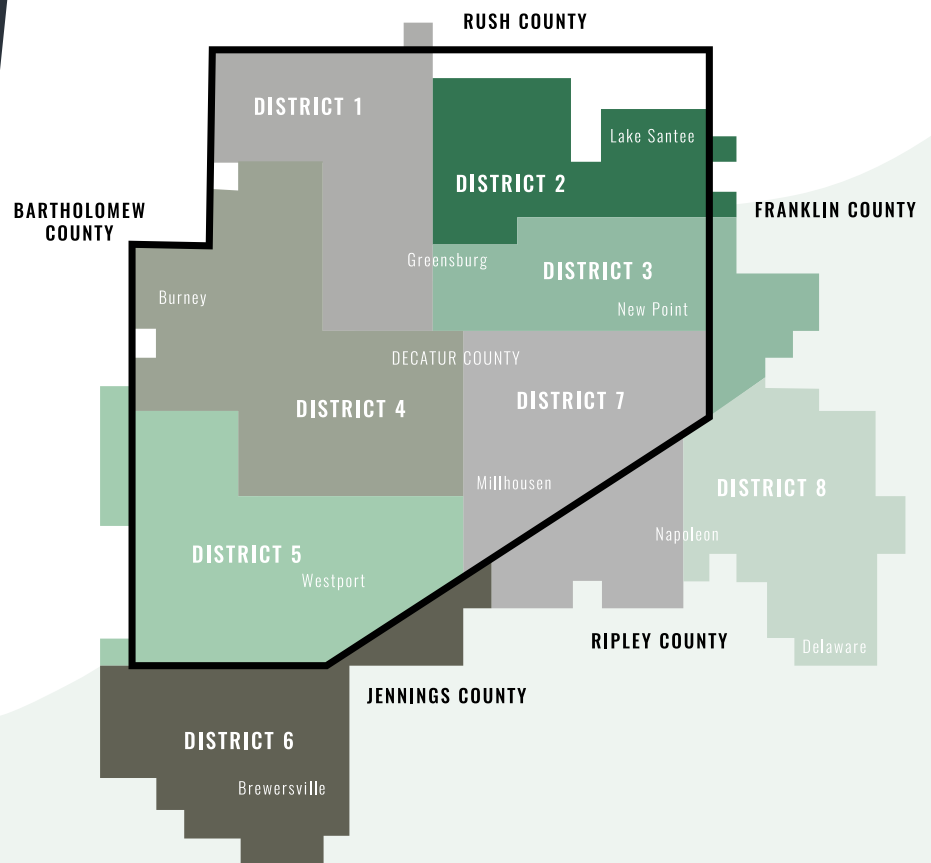 RUSH COUNTY
DISTRICT 1
Lake Santee
DISTRICT 2
BARTHOLOMEW
COUNTY
FRANKLIN COUNTY
Greensburg
DISTRICT 3
Burney
New Point
DECATUR COUNTY
DISTRICT 7
DISTRICT 4
Millhousen
DISTRICT 8
Napoleon
DISTRICT 5
Westport
RIPLEY COUNTY
Delaware
JENNINGS COUNTY
DISTRICT 6
Brewersville